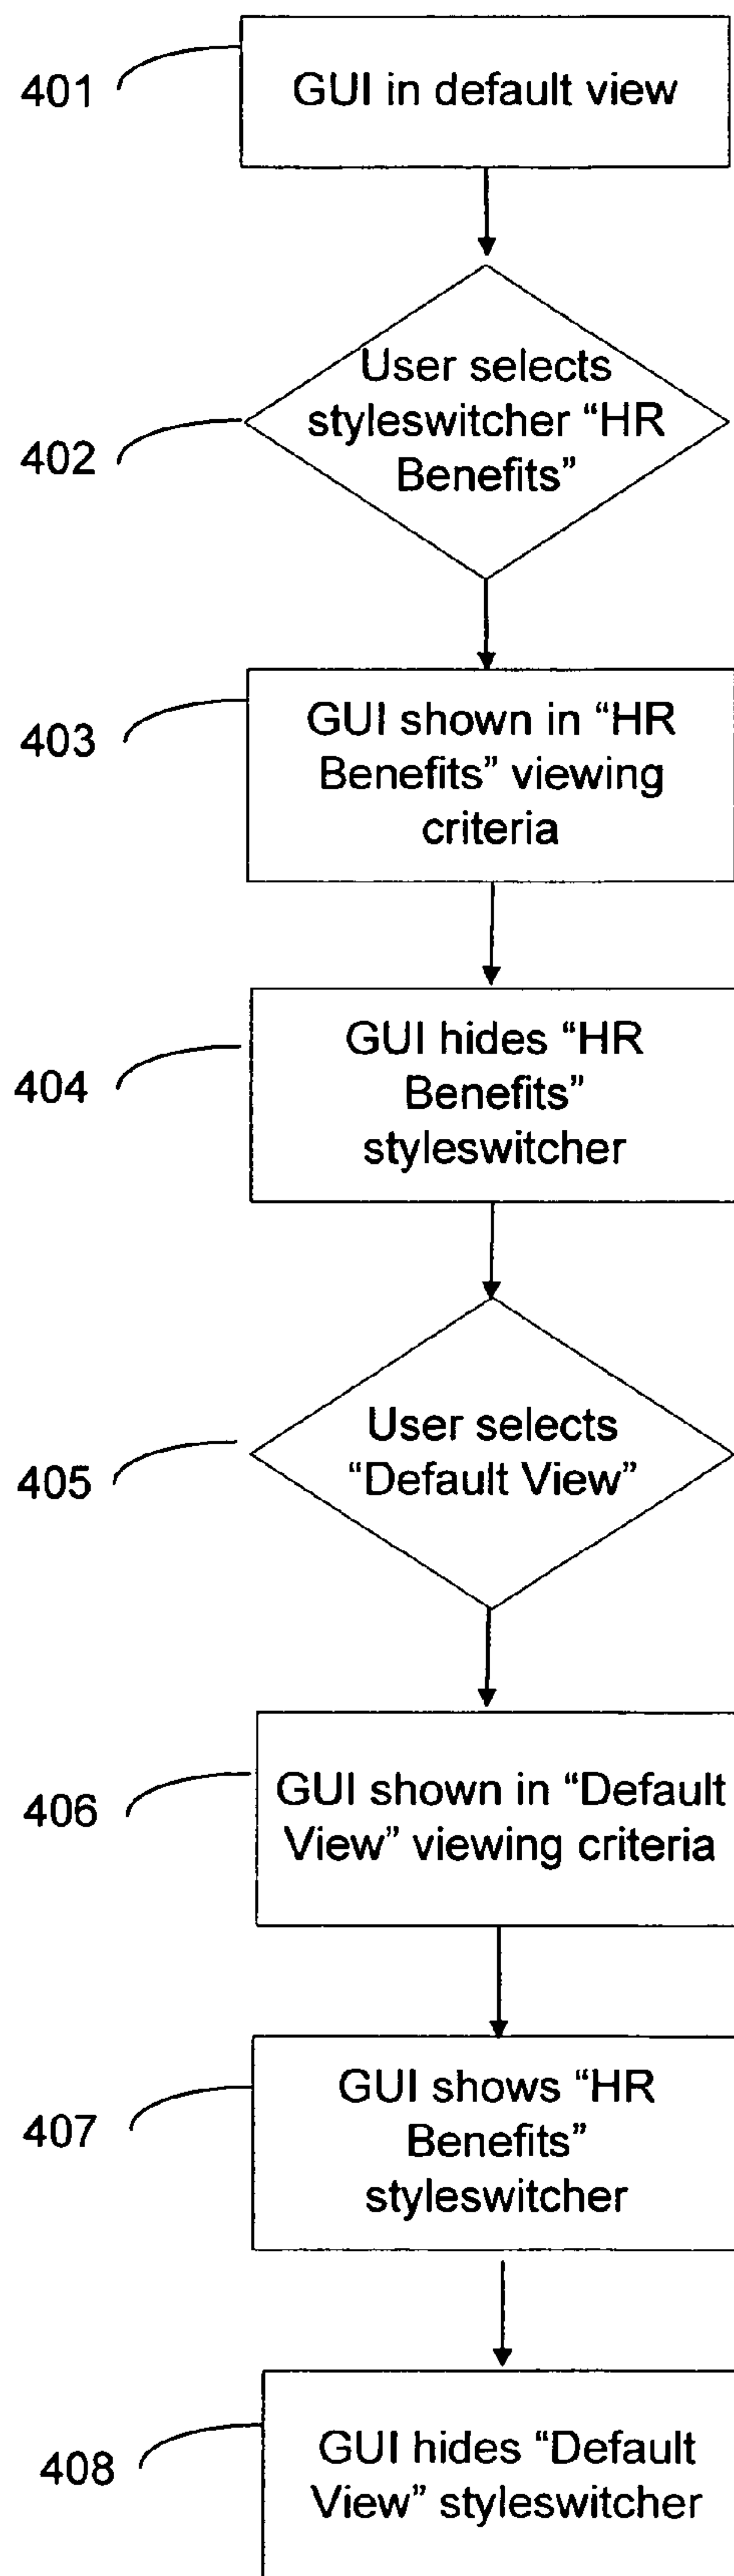 401
GUI in default view
402
User selects
styleswitcher “HR
Benefits”
403
GUI shown in “HR
Benefits” viewing
criteria
404
GUI hides “HR
Benefits”
styleswitcher
405
User selects
“Default View”
406
GUI shown in “Default
View” viewing criteria
407
GUI shows “HR
Benefits”
styleswitcher
408
GUI hides “Default
View” styleswitcher